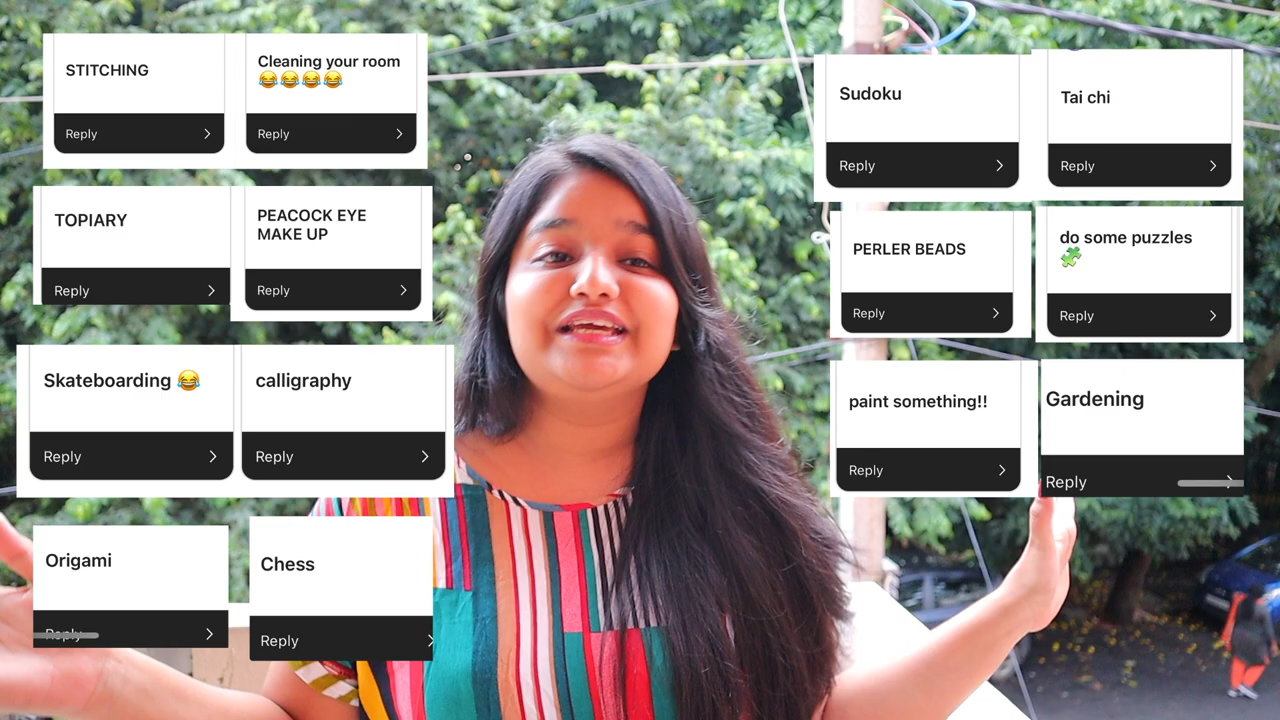 STITCHING
Reply
Cleaning your room
😂😂😂😂
Reply
TOPIARY
Reply
PEACOCK EYE
MAKE UP
Reply
Skateboarding 😂
Reply
calligraphy
Reply
Origami
Reply
Chess
Reply
Sudoku
Reply
Tai chi
Reply
PERLER BEADS
Reply
do some puzzles
🧩
Reply
paint something!!
Reply
Gardening
Reply